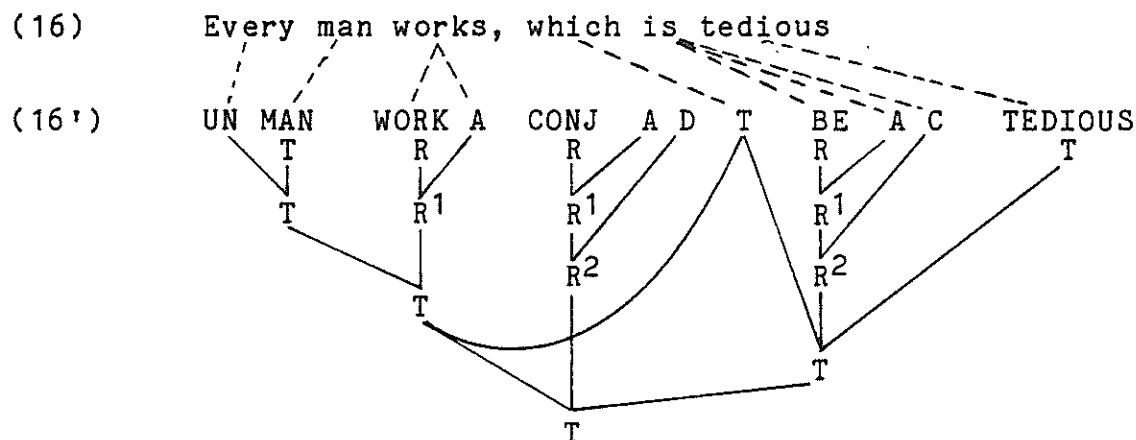 (16) Every man works, which is tedious
(16') UN MAN WORK A CONJ A D T BE A C TEDIOUS
T R R R T
T R1 R1 R1
R2 R2
T
T
T